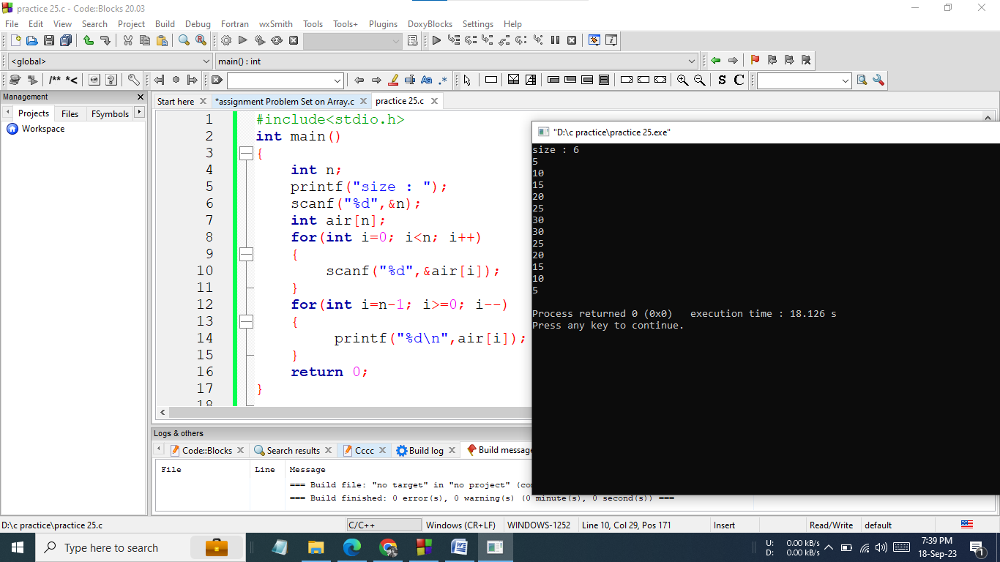 practice 25.c - Code::Blocks 20.03
File Edit View Search Project Build Debug Fortran wxSmith Tools Tools+ Plugins DoxyBlocks Settings Help
<global> main() : int
/** *< Aa .* S C
Management
Projects Files FSymbols
Workspace
Start here *assignment Problem Set on Array.c practice 25.c
1 #include<stdio.h>
2 int main()
3 {
4 int n;
5 printf("size : ");
6 scanf("%d",&n);
7 int air[n];
8 for(int i=0; i<n; i++)
9 {
10 scanf("%d",&air[i]);
11 }
12 for(int i=n-1; i>=0; i--)
13 {
14 printf("%d\n",air[i]);
15 }
16 return 0;
17 }
18
"D:\c practice\practice 25.exe"
size : 6
5
10
15
20
25
30
30
25
20
15
10
5
Process returned 0 (0x0) execution time : 18.126 s
Press any key to continue.
Logs & others
Code::Blocks Search results Cccc Build log Build message
File Line Message
=== Build file: "no target" in "no project" (co
=== Build finished: 0 error(s), 0 warning(s) (0 minute(s), 0 second(s)) ===
D:\c practice\practice 25.c C/C++ Windows (CR+LF) WINDOWS-1252 Line 10, Col 29, Pos 171 Insert Read/Write default
Type here to search
U: 0.00 kB/s
D: 0.00 kB/s
7:39 PM
18-Sep-23
1